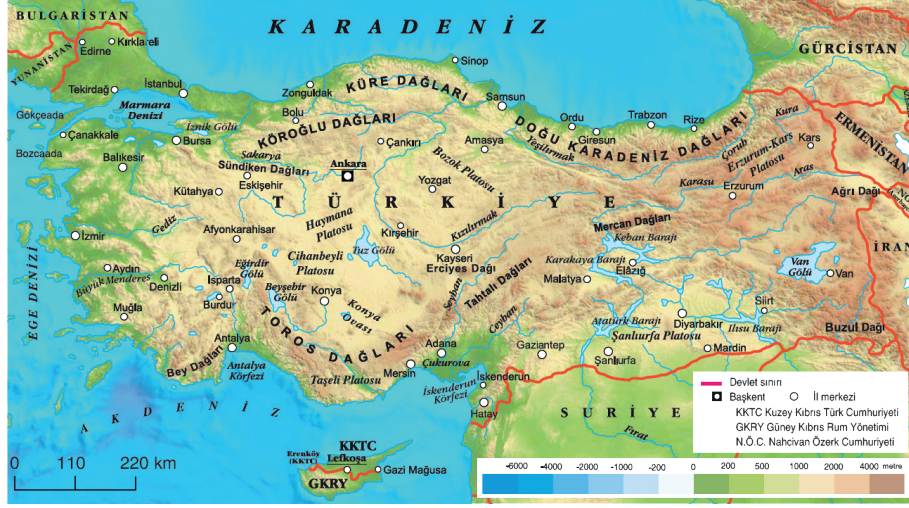 BULGARİSTAN
KARADENİZ
GÜRCİSTAN
YUNANİSTAN
Edirne
Kırklareli
Sinop
Tekirdağ
İstanbul
Zonguldak
KÜRE DAĞLARI
Samsun
Marmara
Denizi
Gökçeada
Bolu
KÖROĞLU DAĞLARI
Ordu
Giresun
Trabzon
Rize
DOĞU KARADENİZ DAĞLARI
Çoruh
Kura
ERMENİSTAN
Çanakkale
İznik Gölü
Bursa
Sakarya
Çankırı
Amasya
Yeşilırmak
Erzurum-Kars
Platosu
Kars
Bozcaada
Balıkesir
Sündiken Dağları
Eskişehir
Ankara
Bozok Platosu
Aras
Kütahya
Yozgat
Karasu
Erzurum
Ağrı Dağı
TÜRKİYE
Gediz
Haymana
Platosu
Kırşehir
Kızılırmak
Mercan Dağları
Keban Barajı
İzmir
Afyonkarahisar
Tuz Gölü
Kayseri
Erciyes Dağı
Karakaya Barajı
Elâzığ
Van
Gölü
Van
İRAN
EGE DENİZİ
Aydın
Büyük Menderes
Denizli
Isparta
Eğirdir
Gölü
Cihanbeyli
Platosu
Beyşehir
Gölü
Konya
Seyhan
Tahtalı Dağları
Malatya
Muğla
Burdur
Konya
Ovası
Ceyhan
Atatürk Barajı
Diyarbakır
Siirt
Ilısu Barajı
Buzul Dağı
TOROS DAĞLARI
Antalya
Bey Dağları
Antalya
Körfezi
Taşeli Platosu
Mersin
Adana
Çukurova
Gaziantep
Şanlıurfa Platosu
Şanlıurfa
Mardin
İskenderun
İskenderun
Körfezi
Hatay
SURİYE
Fırat
AKDENİZ
Erenköy
(KKTC)
KKTC
Lefkoşa
Gazi Mağusa
GKRY
0 110 220 km
Devlet sınırı
Başkent
İl merkezi
KKTC Kuzey Kıbrıs Türk Cumhuriyeti
GKRY Güney Kıbrıs Rum Yönetimi
N.Ö.C. Nahcivan Özerk Cumhuriyeti
-6000 -4000 -2000 -1000 -200 0 200 500 1000 2000 4000 metre